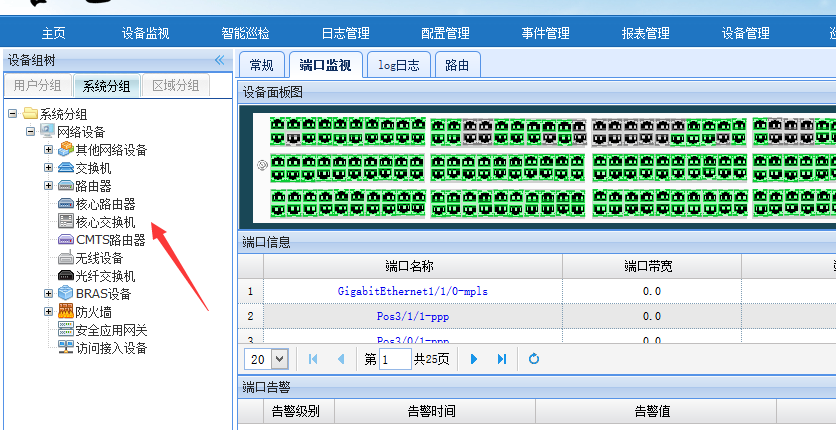 主页 设备监视 智能巡检 日志管理 配置管理 事件管理 报表管理 设备管理
设备组树
用户分组 系统分组 区域分组
系统分组
网络设备
其他网络设备
交换机
路由器
核心路由器
核心交换机
CMTS路由器
无线设备
光纤交换机
BRAS设备
防火墙
安全应用网关
访问接入设备
常规 端口监视 log日志 路由
设备面板图
端口信息
端口名称 端口带宽
1 GigabitEthernet1/1/0-mpls 0.0
2 Pos3/1/1-ppp 0.0
3 Pos3/0/1-ppp 0.0
20 第 1 共25页
端口告警
告警级别 告警时间 告警值